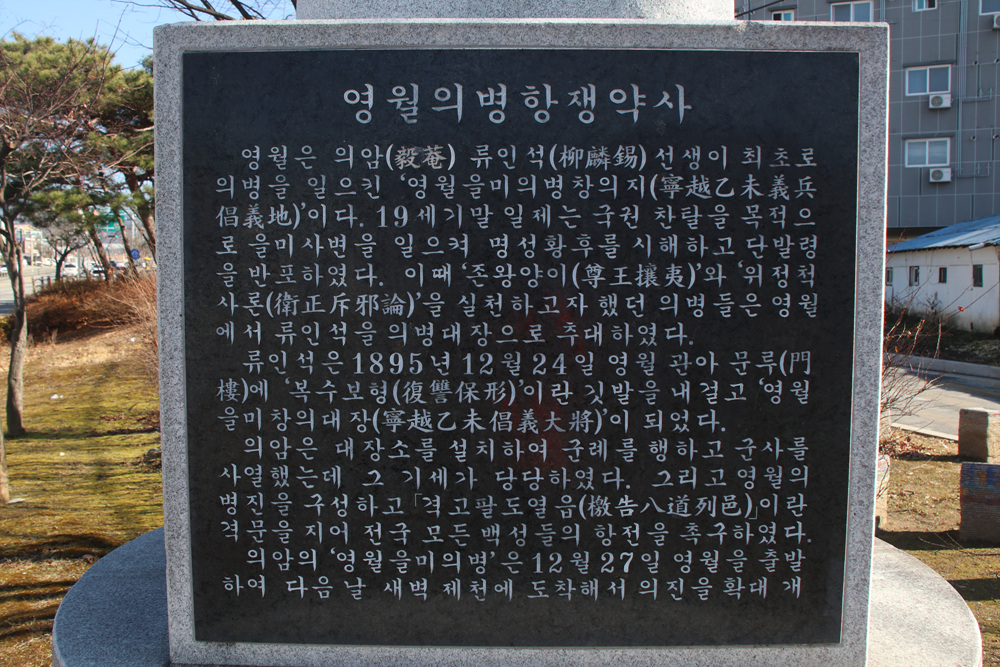 영월의병항쟁약사
영월은 의암(毅菴) 류인석(柳麟錫) 선생이 최초로
의병을 일으킨 '영월을미의병창의지(寧越乙未義兵
倡義地)'이다. 19세기말 일제는 국권 찬탈을 목적으
로 을미사변을 일으켜 명성황후를 시해하고 단발령
을 반포하였다. 이때 '존왕양이(尊王攘夷)'와 '위정척
사론(衛正斥邪論)'을 실천하고자 했던 의병들은 영월
에서 류인석을 의병대장으로 추대하였다.
류인석은 1895년 12월 24일 영월 관아 문루(門
樓)에 '복수보형(復讐保形)'이란 깃발을 내걸고 '영월
을미창의대장(寧越乙未倡義大將)'이 되었다.
의암은 대장소를 설치하여 군례를 행하고 군사를
사열했는데 그 기세가 당당하였다. 그리고 영월의
병진을 구성하고 「격고팔도열읍(檄告八道列邑)」이란
격문을 지어 전국 모든 백성들의 항전을 촉구하였다.
의암의 '영월을미의병'은 12월 27일 영월을 출발
하여 다음날 새벽 제천에 도착해서 의진을 확대 개